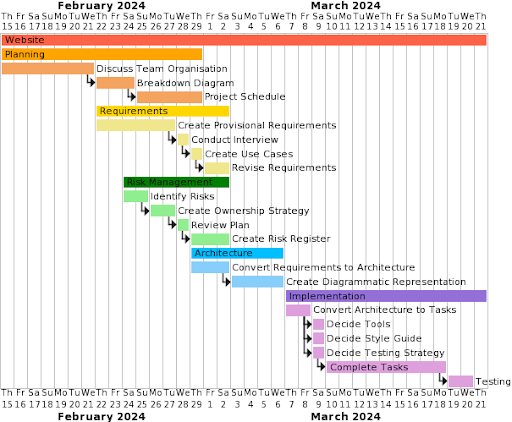 February 2024 March 2024
Th Fr Sa Su Mo Tu We Th Fr Sa Su Mo Tu We Th Fr Sa Su Mo Tu We Th Fr Sa Su Mo Tu We Th Fr Sa Su Mo Tu We Th
15 16 17 18 19 20 21 22 23 24 25 26 27 28 29 1 2 3 4 5 6 7 8 9 10 11 12 13 14 15 16 17 18 19 20 21
Website
Planning
Discuss Team Organisation
Breakdown Diagram
Project Schedule
Requirements
Create Provisional Requirements
Conduct Interview
Create Use Cases
Revise Requirements
Risk Management
Identify Risks
Create Ownership Strategy
Review Plan
Create Risk Register
Architecture
Convert Requirements to Architecture
Create Diagrammatic Representation
Implementation
Convert Architecture to Tasks
Decide Tools
Decide Style Guide
Decide Testing Strategy
Complete Tasks
Testing
Th Fr Sa Su Mo Tu We Th Fr Sa Su Mo Tu We Th Fr Sa Su Mo Tu We Th Fr Sa Su Mo Tu We Th Fr Sa Su Mo Tu We Th
15 16 17 18 19 20 21 22 23 24 25 26 27 28 29 1 2 3 4 5 6 7 8 9 10 11 12 13 14 15 16 17 18 19 20 21
February 2024 March 2024